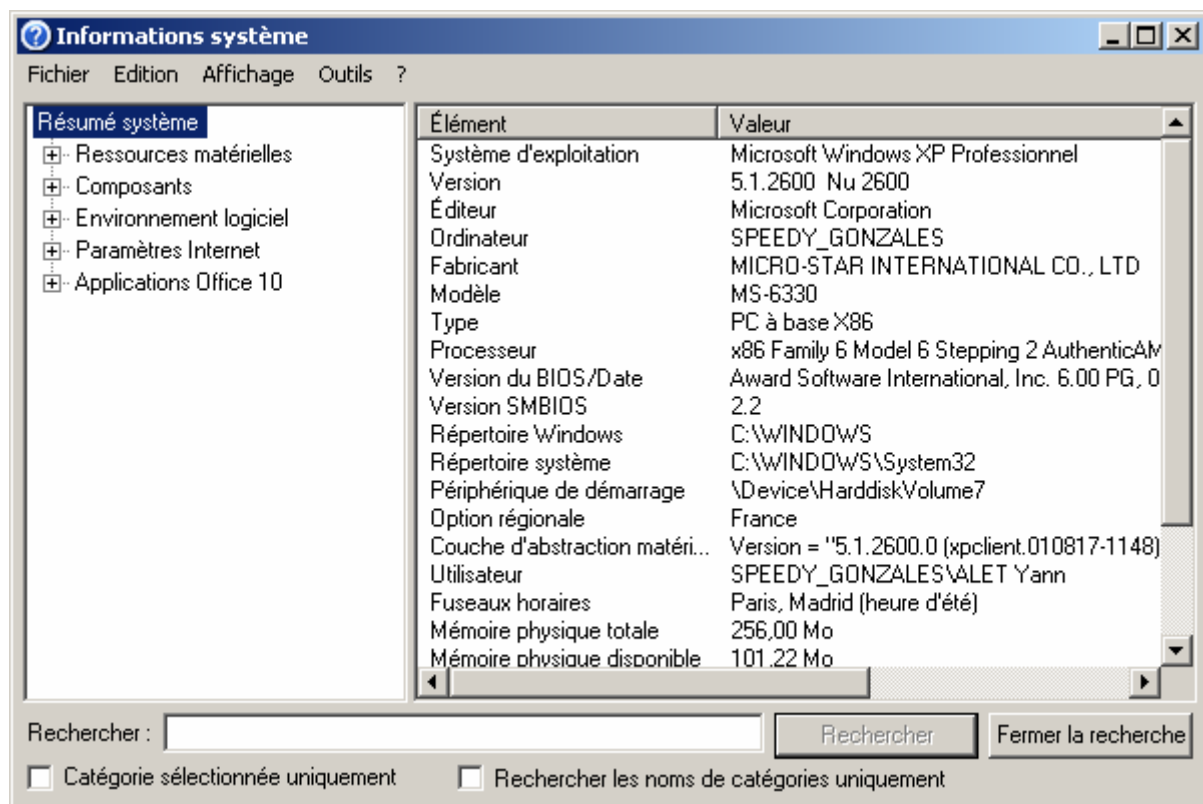 Informations système
Fichier Edition Affichage Outils ?
Résumé système
Ressources matérielles
Composants
Environnement logiciel
Paramètres Internet
Applications Office 10
Élément Valeur
Système d'exploitation Microsoft Windows XP Professionnel
Version 5.1.2600 Nu 2600
Éditeur Microsoft Corporation
Ordinateur SPEEDY_GONZALES
Fabricant MICRO-STAR INTERNATIONAL CO., LTD
Modèle MS-6330
Type PC à base X86
Processeur x86 Family 6 Model 6 Stepping 2 AuthenticAM
Version du BIOS/Date Award Software International, Inc. 6.00 PG, 0
Version SMBIOS 2.2
Répertoire Windows C:\WINDOWS
Répertoire système C:\WINDOWS\System32
Périphérique de démarrage \Device\HarddiskVolume7
Option régionale France
Couche d'abstraction matéri... Version = "5.1.2600.0 (xpclient.010817-1148)
Utilisateur SPEEDY_GONZALES\ALET Yann
Fuseaux horaires Paris, Madrid (heure d'été)
Mémoire physique totale 256,00 Mo
Mémoire physique disponible 101,22 Mo
Rechercher : Rechercher Fermer la recherche
Catégorie sélectionnée uniquement Rechercher les noms de catégories uniquement